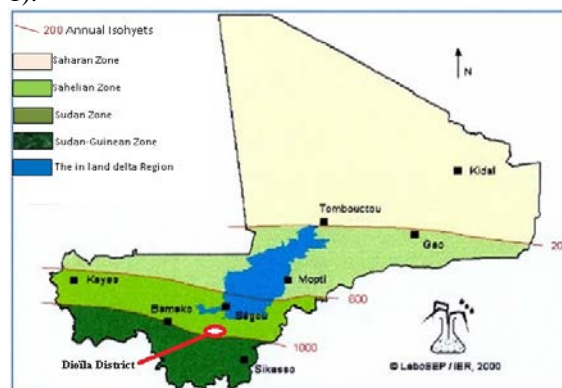 200 Annual Isohyets
Saharan Zone
Sahelian Zone
Sudan Zone
Sudan-Guinean Zone
The in land delta Region
N
Kidal
Tombouctou
Gao
20
Kayes
Mopti
600
Ségou
Bamako
1000
Dioïla District
Sikasso
© LaboSEP / IER, 2000